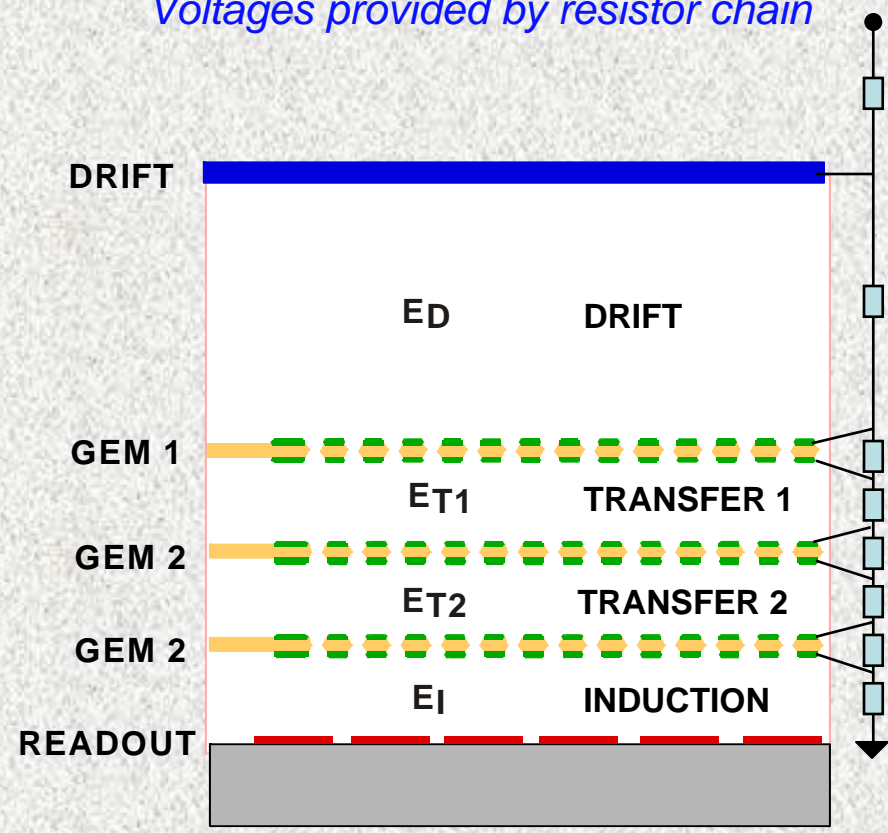 Voltages provided by resistor chain
DRIFT
ED DRIFT
GEM 1
ET1 TRANSFER 1
GEM 2
ET2 TRANSFER 2
GEM 2
EI INDUCTION
READOUT